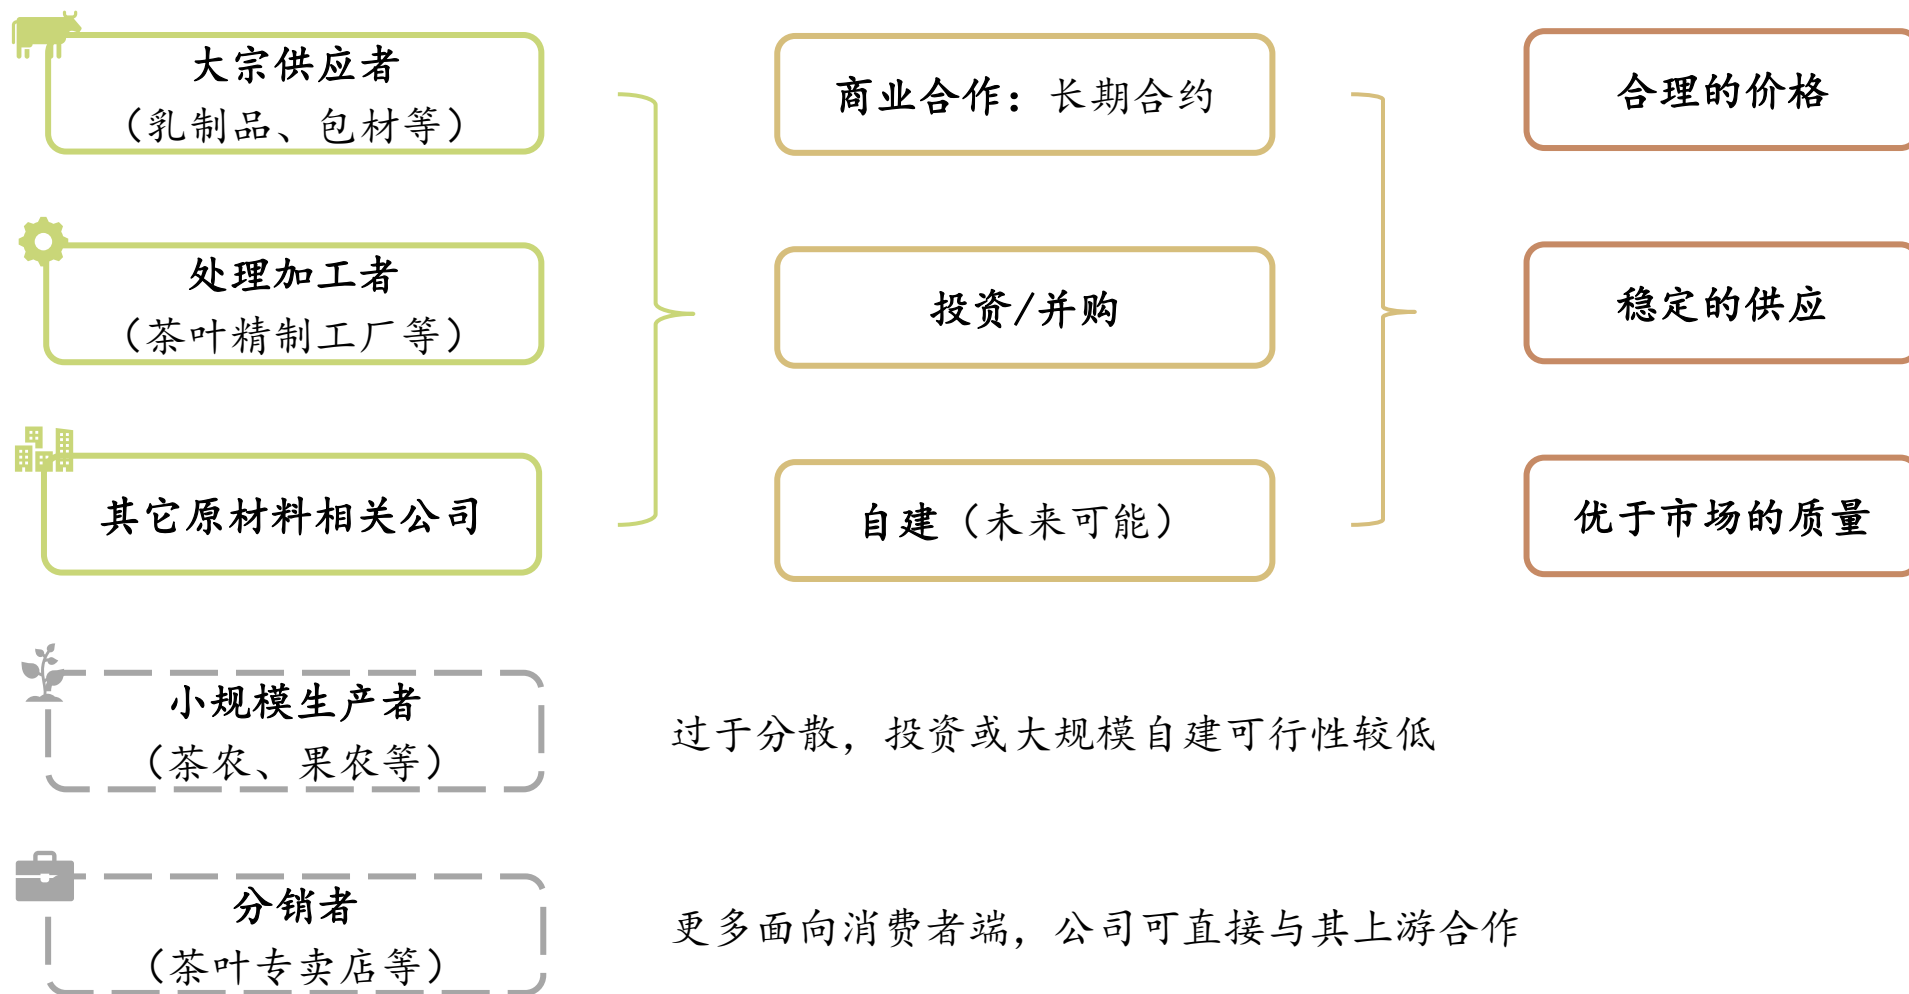 大宗供应者
（乳制品、包材等）
商业合作：长期合约
合理的价格
处理加工者
（茶叶精制工厂等）
投资/并购
稳定的供应
其它原材料相关公司
自建（未来可能）
优于市场的质量
小规模生产者
（茶农、果农等）
过于分散，投资或大规模自建可行性较低
分销者
（茶叶专卖店等）
更多面向消费者端，公司可直接与其上游合作